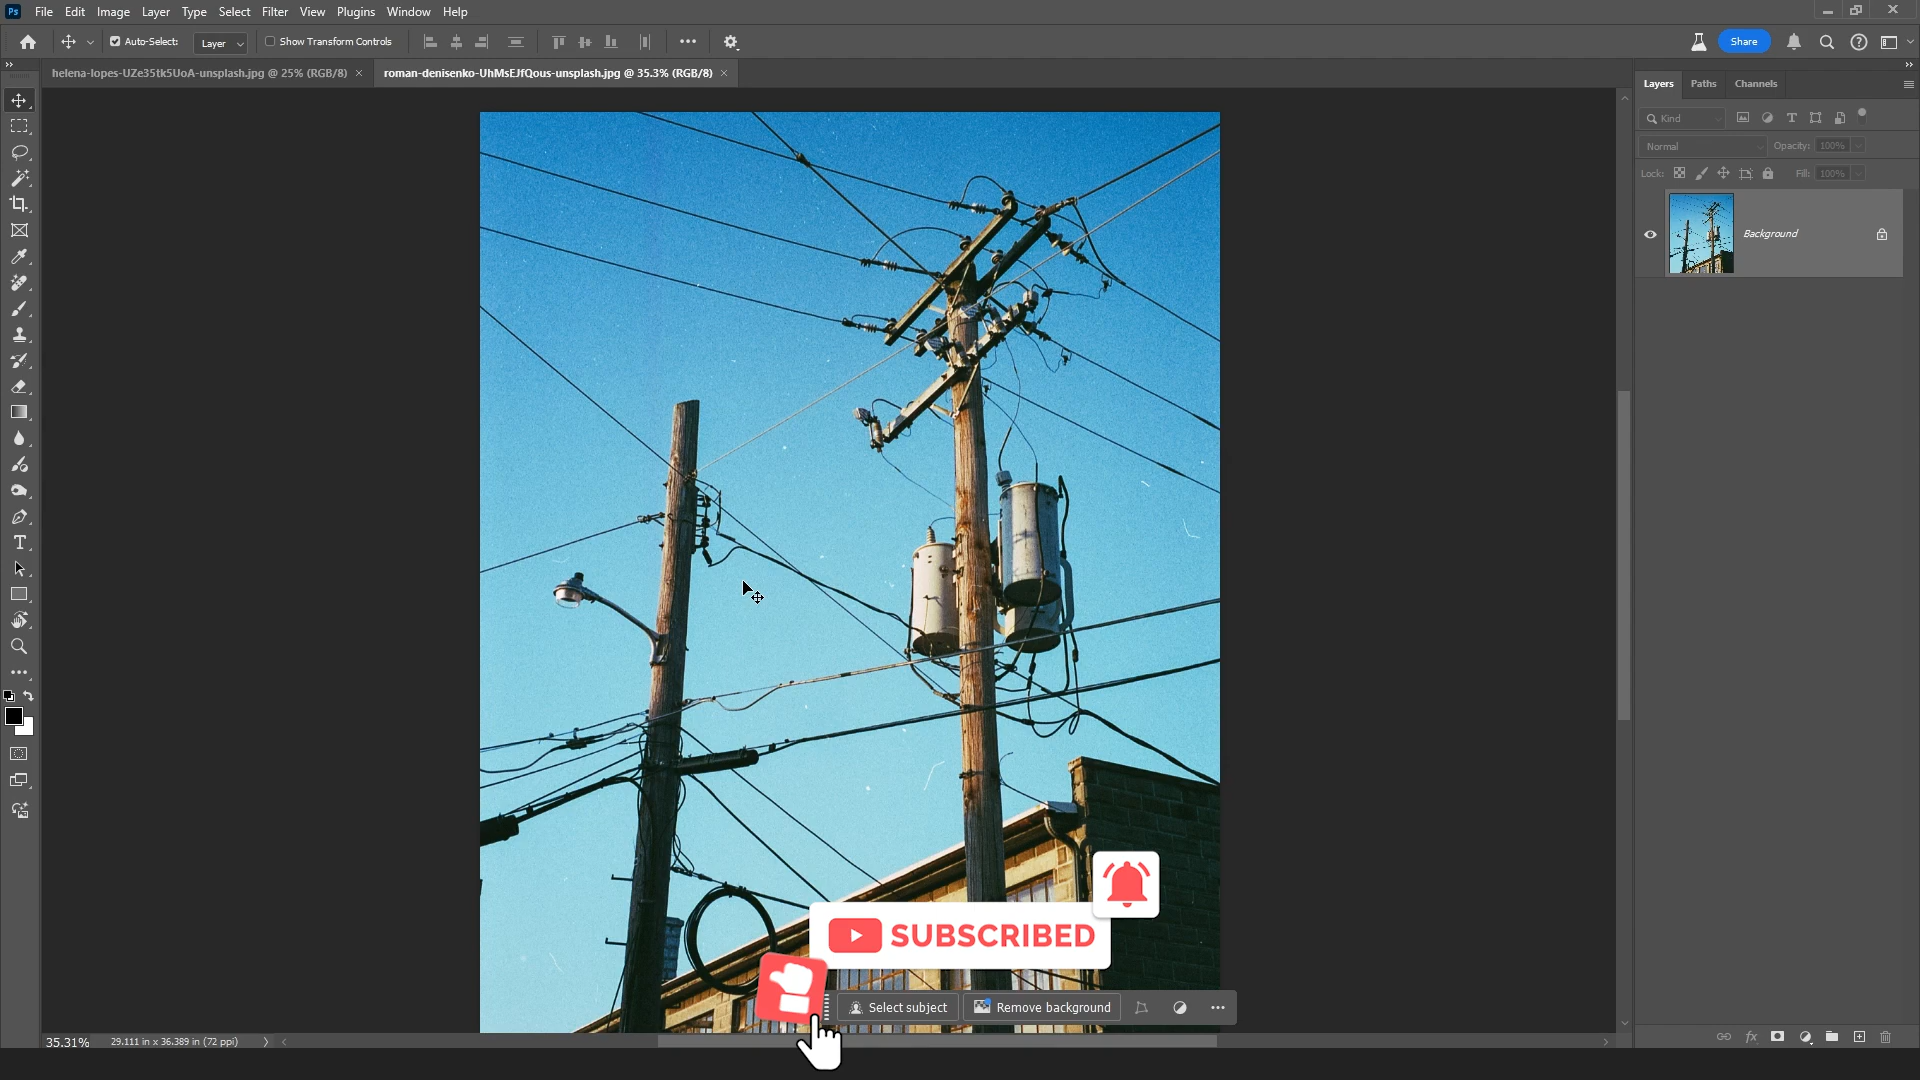 Ps File Edit Image Layer Type Select Filter View Plugins Window Help
Auto-Select: Layer Show Transform Controls Share
helena-lopes-UZe35tk5UoA-unsplash.jpg @ 25% (RGB/8) roman-denisenko-UhMsEJfQous-unsplash.jpg @ 35.3% (RGB/8)
Layers Paths Channels
Kind
Normal Opacity: 100%
Lock: Fill: 100%
Background
SUBSCRIBED
Select subject Remove background
35.31% 29.111 in x 36.389 in (72 ppi)